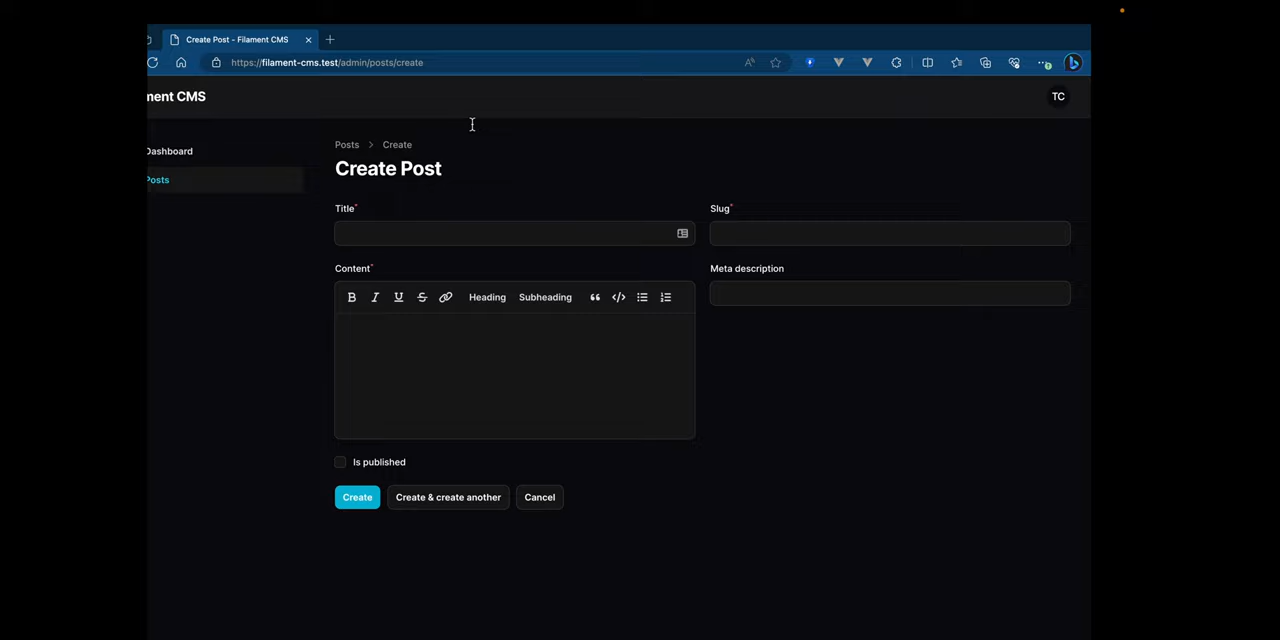 Create Post - Filament CMS
https://filament-cms.test/admin/posts/create
ment CMS
TC
Dashboard
Posts
Posts > Create
Create Post
Title*
Slug*
Content*
Meta description
B I U S Heading Subheading
Is published
Create
Create & create another
Cancel